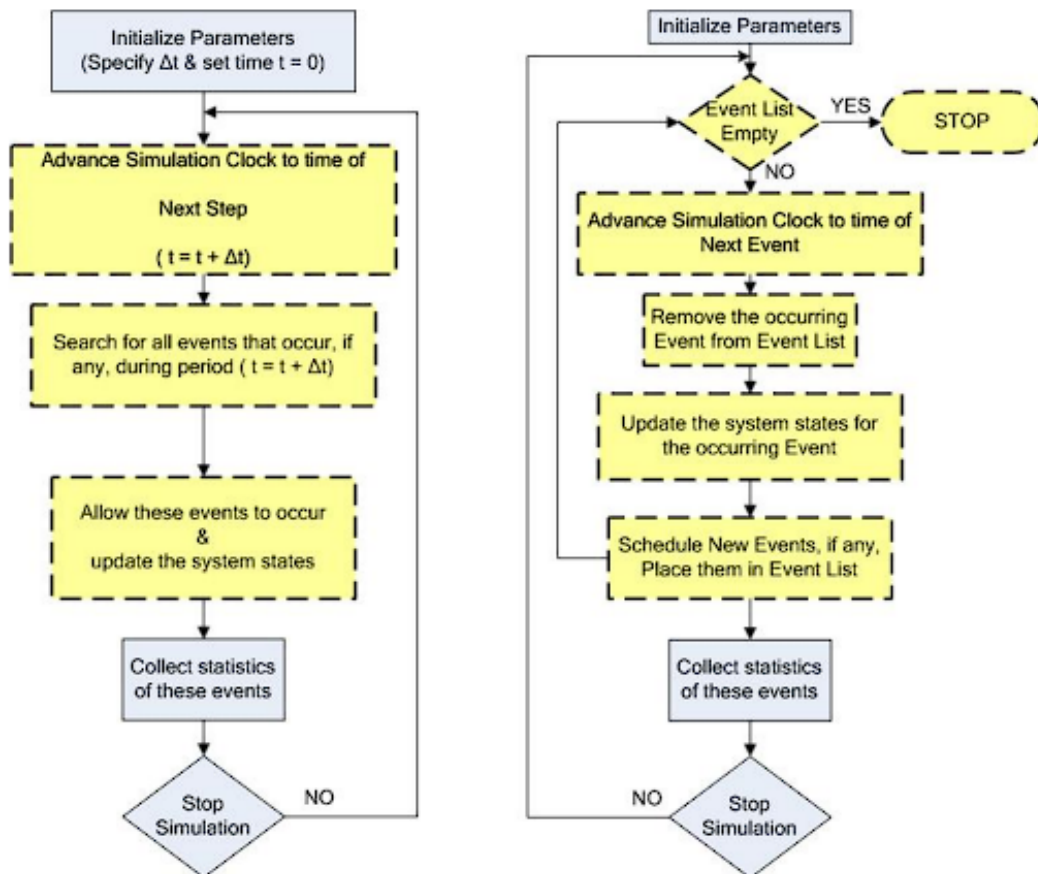 Initialize Parameters
(Specify Δt & set time t = 0)
Advance Simulation Clock to time of
Next Step
( t = t + Δt)
Search for all events that occur, if
any, during period ( t = t + Δt)
Allow these events to occur
&
update the system states
Collect statistics
of these events
Stop
Simulation
NO
Initialize Parameters
Event List
Empty
YES
STOP
NO
Advance Simulation Clock to time of
Next Event
Remove the occurring
Event from Event List
Update the system states for
the occurring Event
Schedule New Events, if any,
Place them in Event List
Collect statistics
of these events
NO
Stop
Simulation